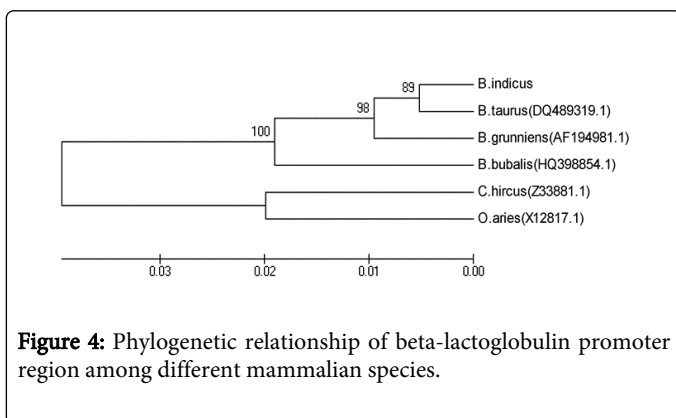 89
B.indicus
98
B.taurus(DQ489319.1)
B.grunniens(AF194981.1)
100
B.bubalis(HQ398854.1)
C.hircus(Z33881.1)
O.aries(X12817.1)
0.03 0.02 0.01 0.00
Figure 4: Phylogenetic relationship of beta-lactoglobulin promoter
region among different mammalian species.